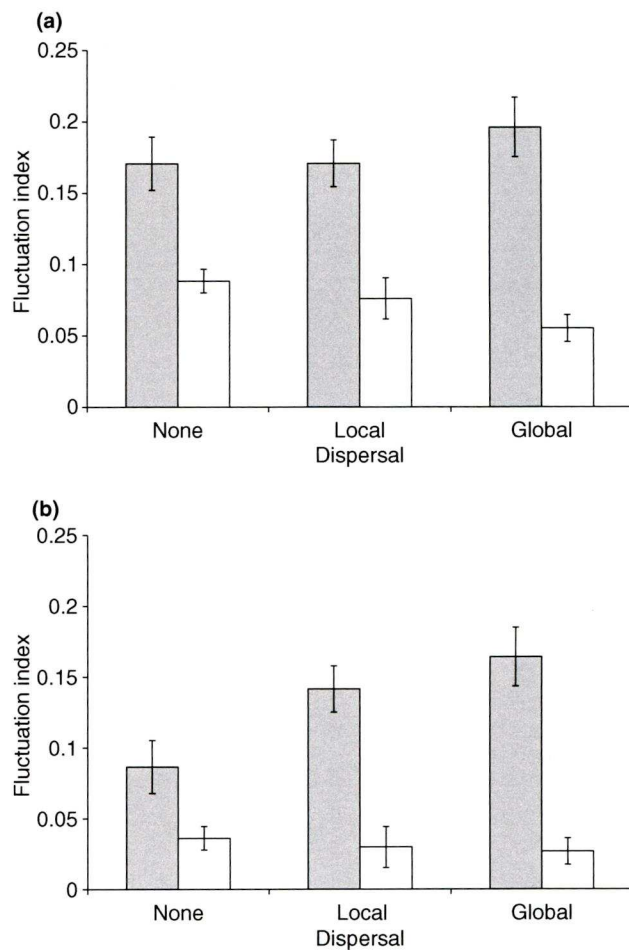 (a)
0.25
0.2
0.15
0.1
0.05
0
Fluctuation index
None Local Global
Dispersal
(b)
0.25
0.2
0.15
0.1
0.05
0
Fluctuation index
None Local Global
Dispersal